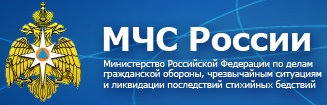 МЧС России
Министерство Российской Федерации по делам
гражданской обороны, чрезвычайным ситуациям
и ликвидации последствий стихийных бедствий